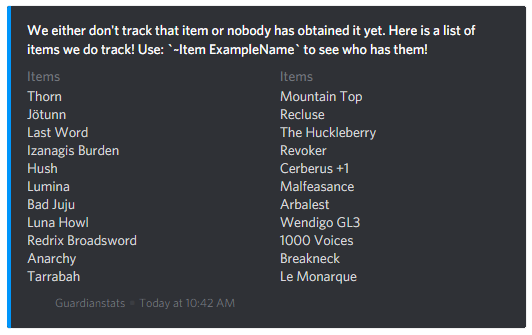 We either don't track that item or nobody has obtained it yet. Here is a list of
items we do track! Use: `~Item ExampleName` to see who has them!
Items
Thorn
Jötunn
Last Word
Izanagis Burden
Hush
Lumina
Bad Juju
Luna Howl
Redrix Broadsword
Anarchy
Tarrabah
Items
Mountain Top
Recluse
The Huckleberry
Revoker
Cerberus +1
Malfeasance
Arbalest
Wendigo GL3
1000 Voices
Breakneck
Le Monarque
Guardianstats • Today at 10:42 AM